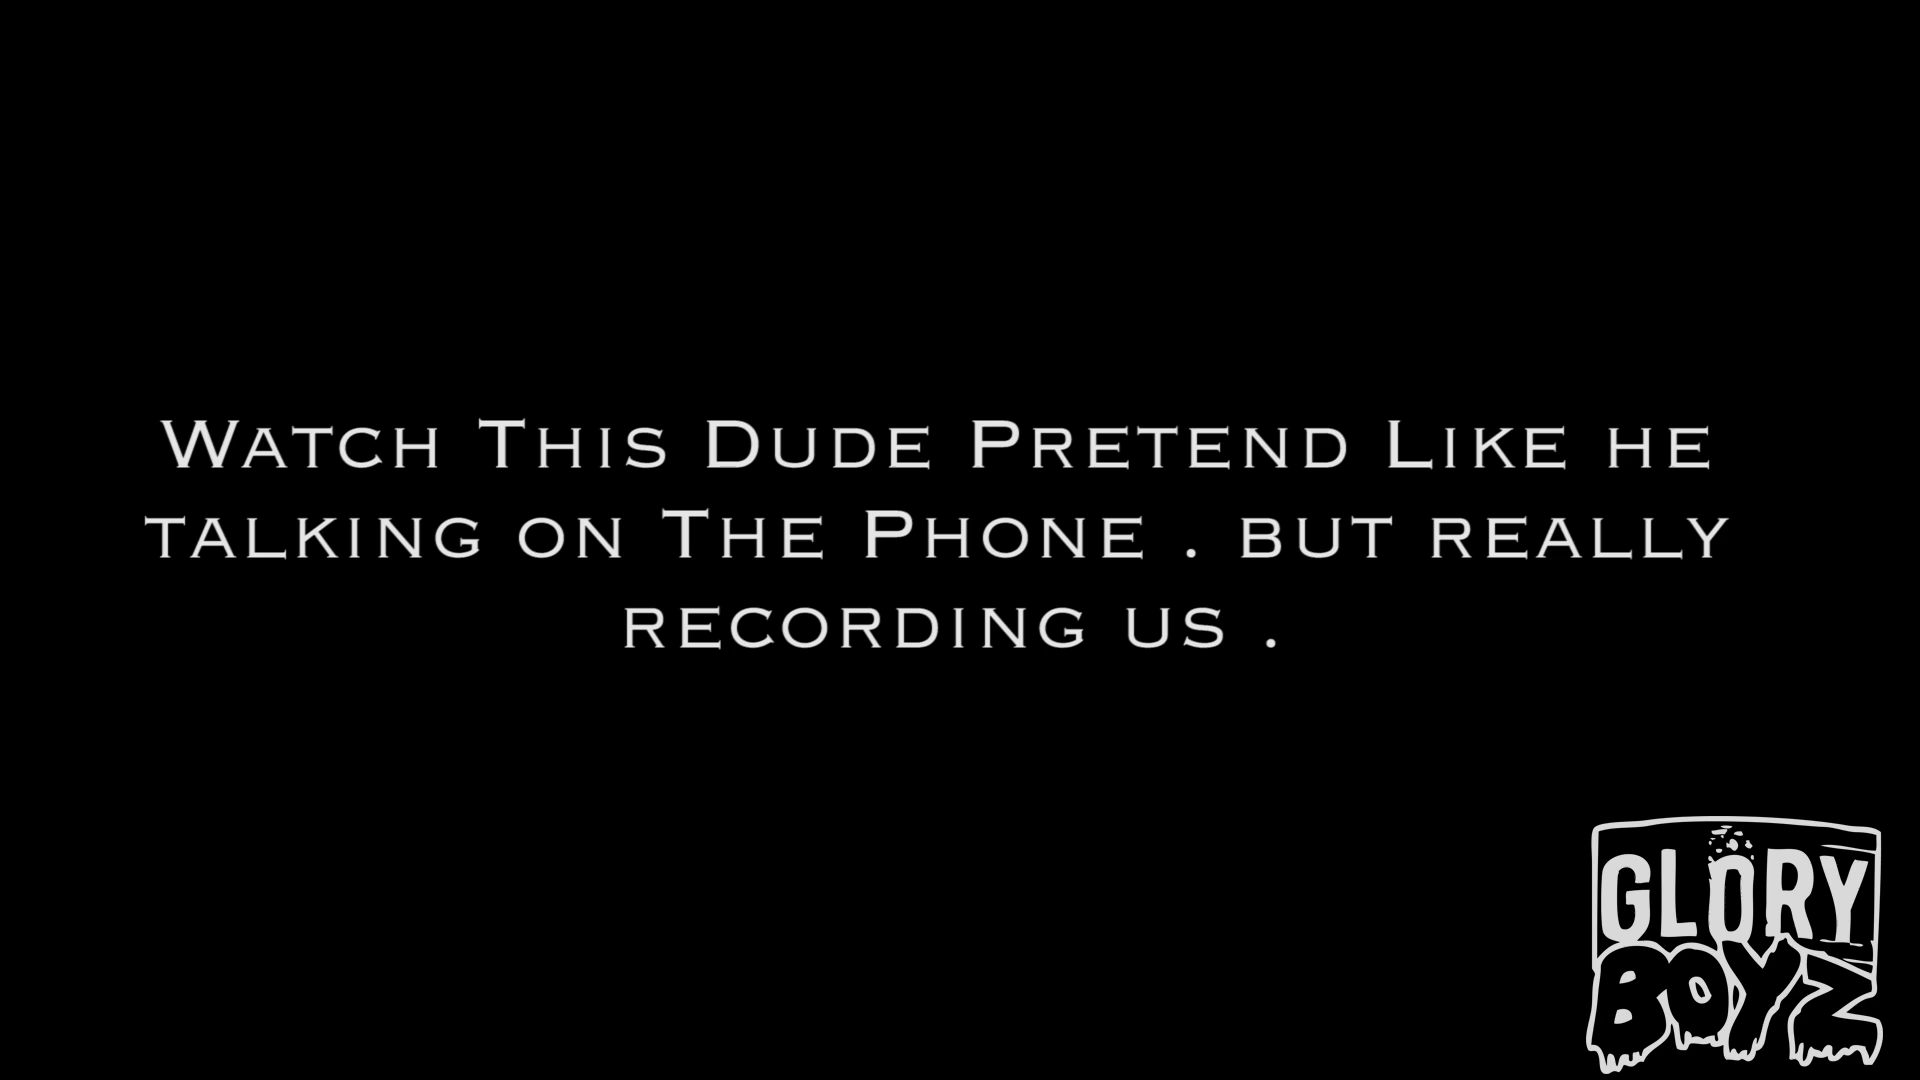 Watch This Dude Pretend Like he
talking on The Phone . but really
recording us .
GLORY
BOYZ